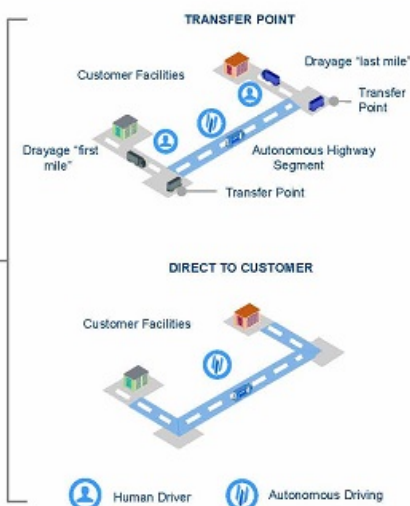 TRANSFER POINT
Drayage "last mile"
Customer Facilities
Transfer
Point
Drayage "first
mile"
Autonomous Highway
Segment
Transfer Point
DIRECT TO CUSTOMER
Customer Facilities
Human Driver
Autonomous Driving